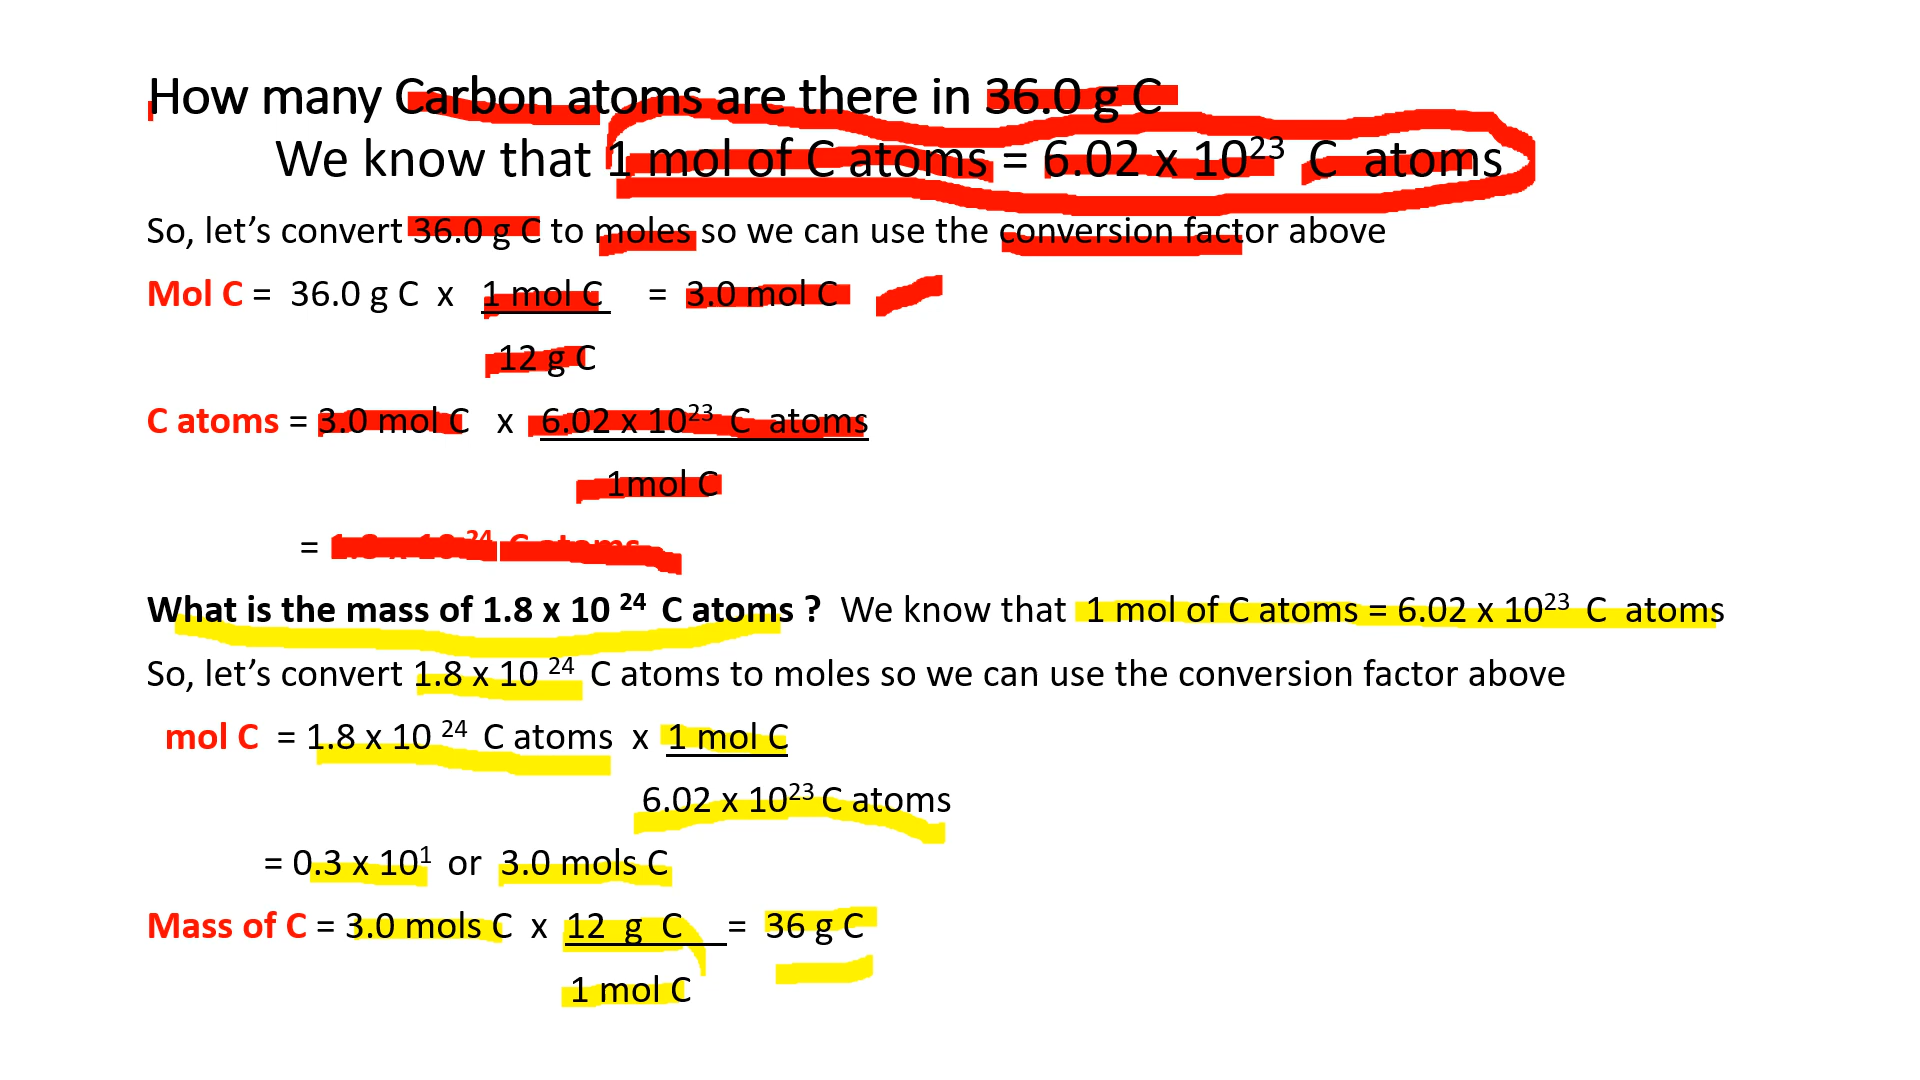 How many Carbon atoms are there in 36.0 g C
We know that 1 mol of C atoms = 6.02 x 10²³ C atoms
So, let’s convert 36.0 g C to moles so we can use the conversion factor above
Mol C = 36.0 g C x 1 mol C = 3.0 mol C
12 g C
C atoms = 3.0 mol C x 6.02 x 10²³ C atoms
1mol C
= 1.8 x 10 ²⁴ C atoms
What is the mass of 1.8 x 10 ²⁴ C atoms ? We know that 1 mol of C atoms = 6.02 x 10²³ C atoms
So, let’s convert 1.8 x 10 ²⁴ C atoms to moles so we can use the conversion factor above
mol C = 1.8 x 10 ²⁴ C atoms x 1 mol C
6.02 x 10²³ C atoms
= 0.3 x 10¹ or 3.0 mols C
Mass of C = 3.0 mols C x 12 g C = 36 g C
1 mol C